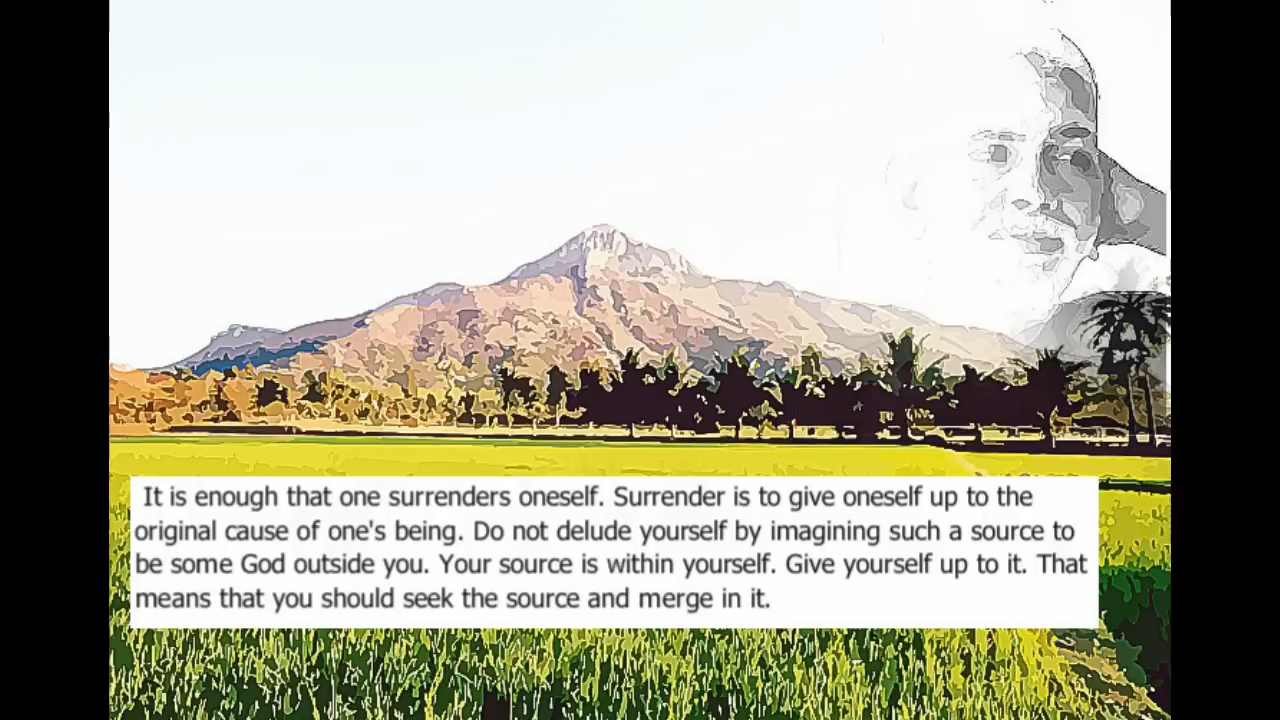 It is enough that one surrenders oneself. Surrender is to give oneself up to the
original cause of one's being. Do not delude yourself by imagining such a source to
be some God outside you. Your source is within yourself. Give yourself up to it. That
means that you should seek the source and merge in it.